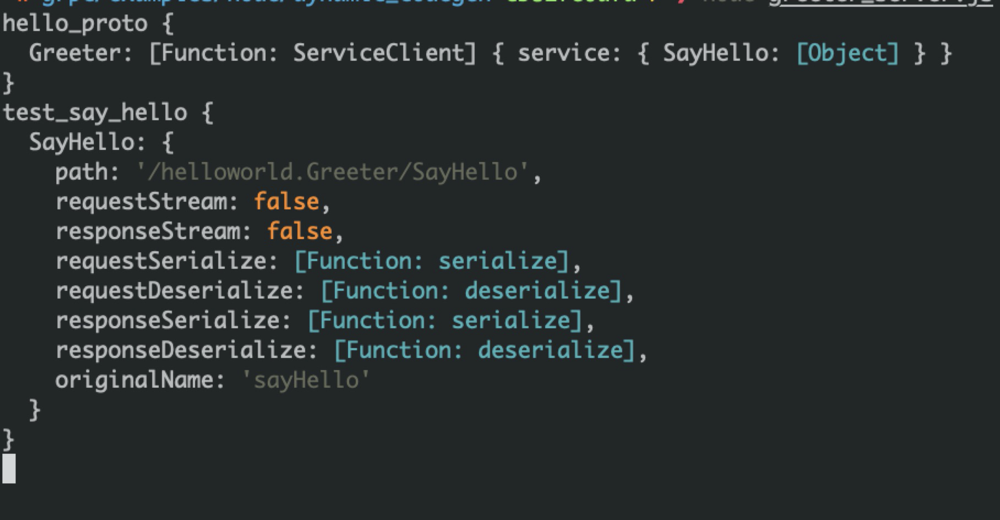 hello_proto {
  Greeter: [Function: ServiceClient] { service: { SayHello: [Object] } }
}
test_say_hello {
  SayHello: {
    path: '/helloworld.Greeter/SayHello',
    requestStream: false,
    responseStream: false,
    requestSerialize: [Function: serialize],
    requestDeserialize: [Function: deserialize],
    responseSerialize: [Function: serialize],
    responseDeserialize: [Function: deserialize],
    originalName: 'sayHello'
  }
}